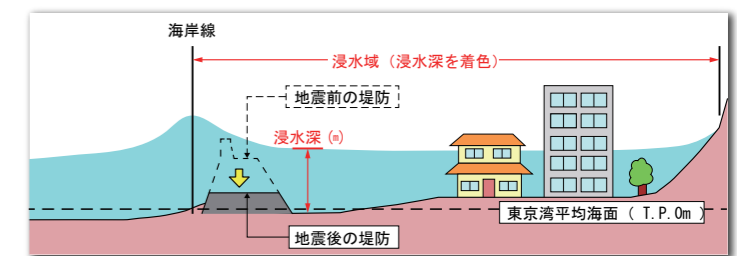 海岸線
浸水域（浸水深を着色）
地震前の堤防
浸水深(m)
東京湾平均海面（ T.P.0m ）
地震後の堤防